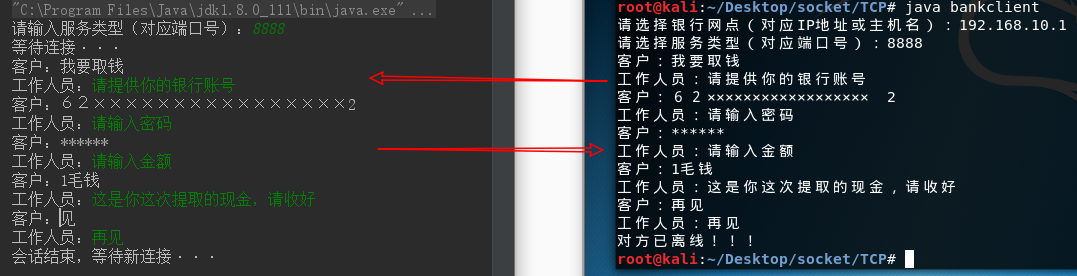 "C:\Program Files\Java\jdk1.8.0_111\bin\java.exe" ...
请输入服务类型（对应端口号）：8888
等待连接···
客户：我要取钱
工作人员：请提供你的银行账号
客户：６２××××××××××××××××2
工作人员：请输入密码
客户：******
工作人员：请输入金额
客户：1毛钱
工作人员：这是你这次提取的现金，请收好
客户：见
工作人员：再见
会话结束，等待新连接···
root@kali:~/Desktop/socket/TCP# java bankclient
请选择银行网点（对应IP地址或主机名）：192.168.10.1
请选择服务类型（对应端口号）：8888
客户：我要取钱
工作人员：请提供你的银行账号
客户：６２××××××××××××××××××　2
工作人员：请输入密码
客户：******
工作人员：请输入金额
客户：1毛钱
工作人员：这是你这次提取的现金，请收好
客户：再见
工作人员：再见
对方已离线！！！
root@kali:~/Desktop/socket/TCP#